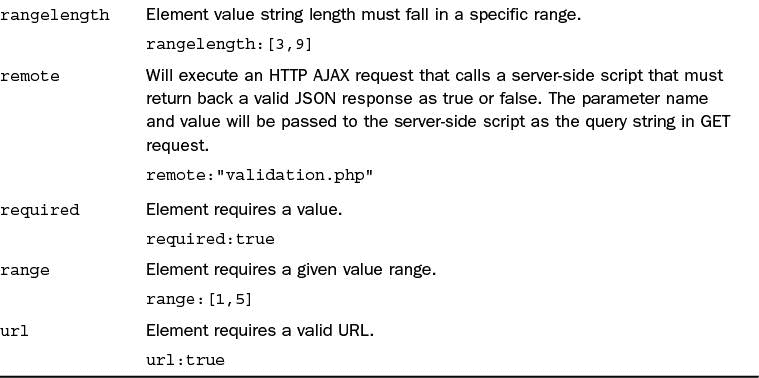 rangelength Element value string length must fall in a specific range.
rangelength:[3,9]
remote Will execute an HTTP AJAX request that calls a server-side script that must
return back a valid JSON response as true or false. The parameter name
and value will be passed to the server-side script as the query string in GET
request.
remote:"validation.php"
required Element requires a value.
required:true
range Element requires a given value range.
range:[1,5]
url Element requires a valid URL.
url:true